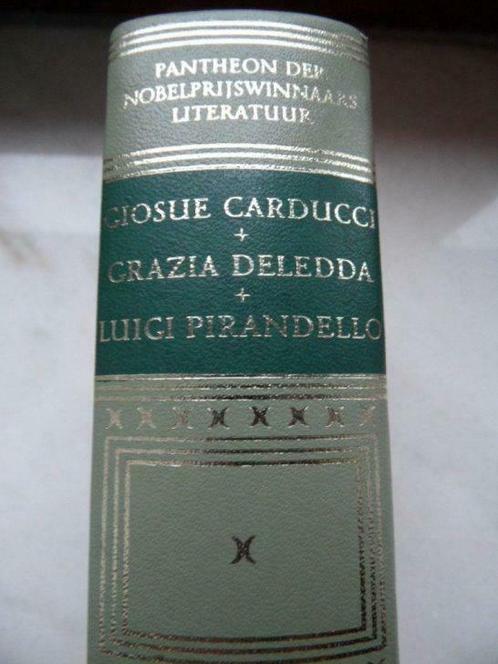 PANTHEON DER
NOBELPRIJSWINNAARS
LITERATUUR
GIOSUE CARDUCCI
+
GRAZIA DELEDDA
+
LUIGI PIRANDELLO